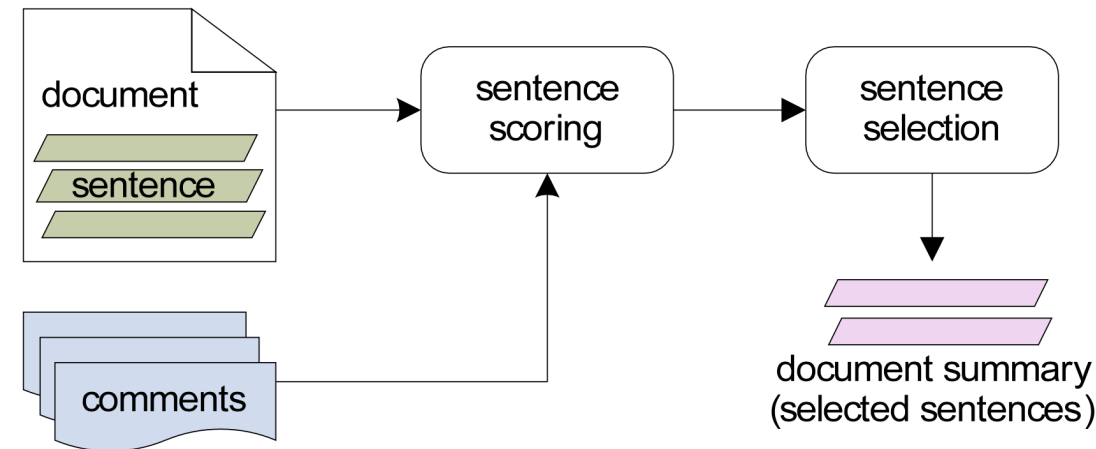 document
sentence
comments
sentence
scoring
sentence
selection
document summary
(selected sentences)